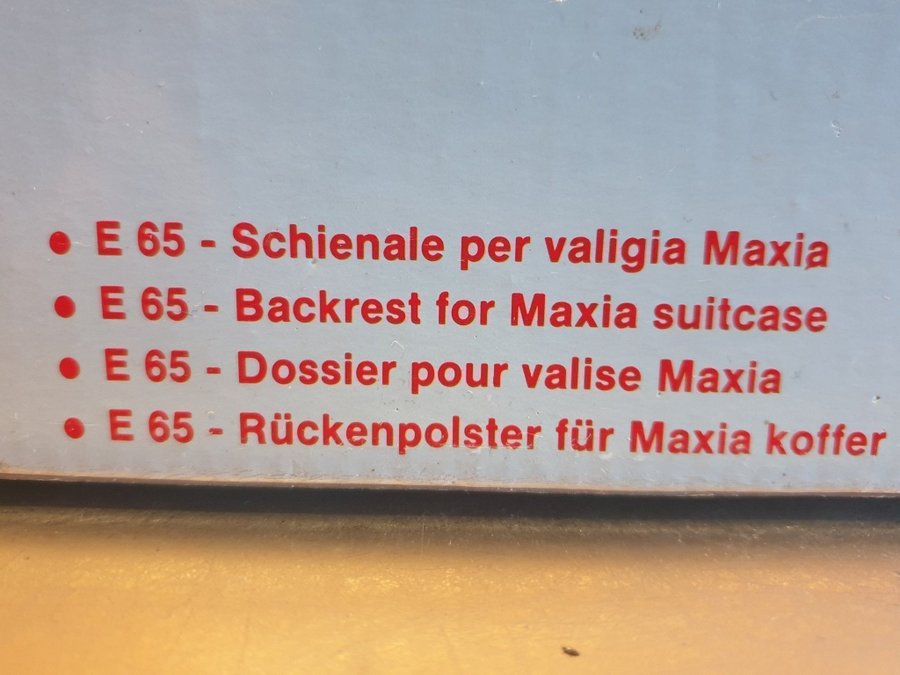 • E 65 - Schienale per valigia Maxia
• E 65 - Backrest for Maxia suitcase
• E 65 - Dossier pour valise Maxia
• E 65 - Rückenpolster für Maxia koffer